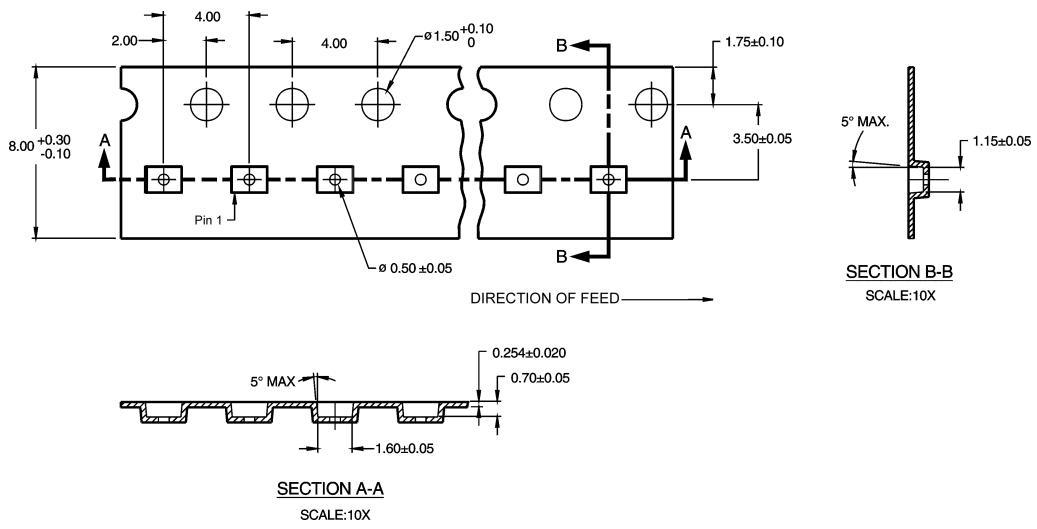 4.00
2.00
4.00
ø 1.50 +0.10
0
B
1.75±0.10
8.00 +0.30
-0.10
A
A
3.50±0.05
5° MAX.
1.15±0.05
Pin 1
B
ø 0.50 ±0.05
SECTION B-B
SCALE:10X
DIRECTION OF FEED
0.254±0.020
5° MAX
0.70±0.05
1.60±0.05
SECTION A-A
SCALE:10X